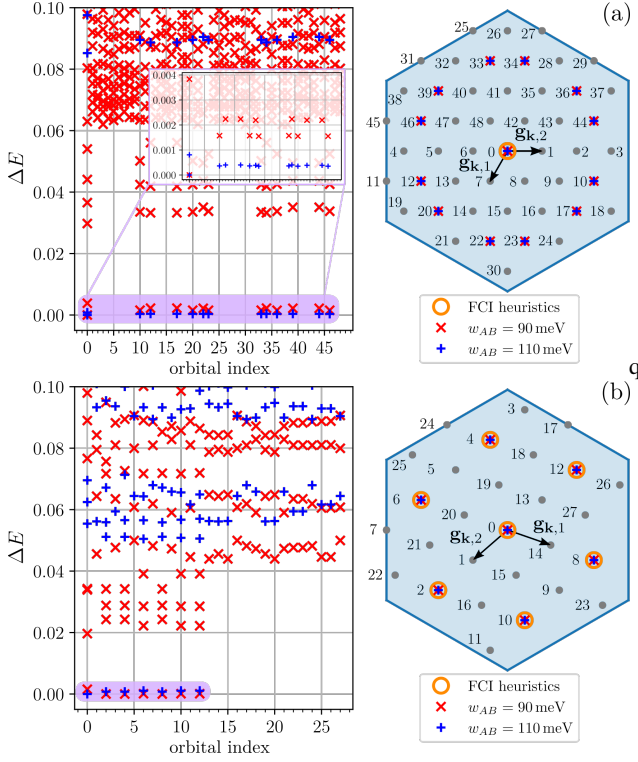 (a)
0.10
0.08
0.06
0.04
0.02
0.00
ΔE
0.004
0.003
0.002
0.001
0.000
0 5 10 15 20 25 30 35 40 45
orbital index
25 26 27
31 32 33 34 28 29
38 39 40 41 35 36 37
45 46 47 48 42 43 44
4 5 6 0 1 2 3
g_{k,2}
g_{k,1}
11 12 13 7 8 9 10
19 20 14 15 16 17 18
21 22 23 24
30
FCI heuristics
w_{AB} = 90 meV
w_{AB} = 110 meV
q
(b)
0.10
0.08
0.06
0.04
0.02
0.00
ΔE
0 5 10 15 20 25
orbital index
3
24 17
4 18
25 5 12
19 26
6 13
20 27
7 0
g_{k,2} g_{k,1}
21 14
1 8
22 15
2 9
16 23
10
11
FCI heuristics
w_{AB} = 90 meV
w_{AB} = 110 meV